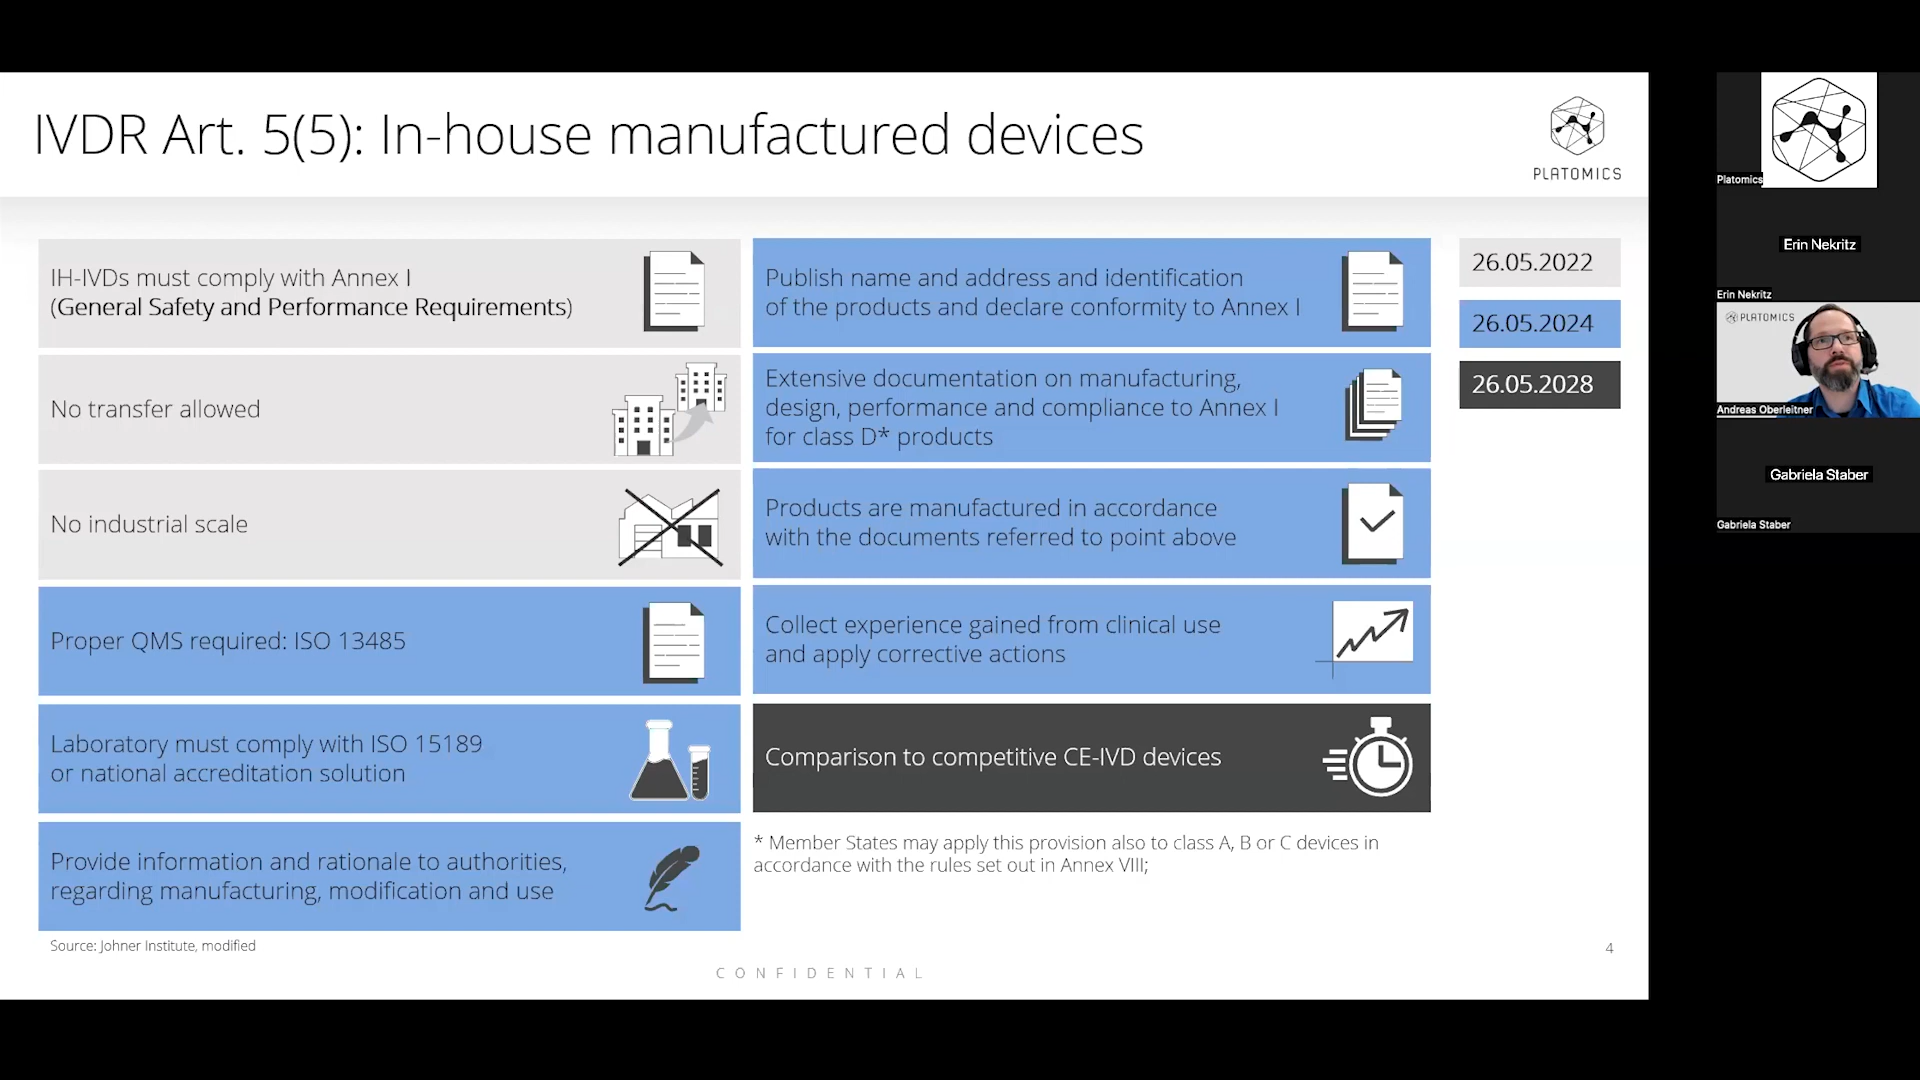 IVDR Art. 5(5): In-house manufactured devices
PLATOMICS
IH-IVDs must comply with Annex I
(General Safety and Performance Requirements)
No transfer allowed
No industrial scale
Proper QMS required: ISO 13485
Laboratory must comply with ISO 15189
or national accreditation solution
Provide information and rationale to authorities,
regarding manufacturing, modification and use
Publish name and address and identification
of the products and declare conformity to Annex I
Extensive documentation on manufacturing,
design, performance and compliance to Annex I
for class D* products
Products are manufactured in accordance
with the documents referred to point above
Collect experience gained from clinical use
and apply corrective actions
Comparison to competitive CE-IVD devices
* Member States may apply this provision also to class A, B or C devices in
accordance with the rules set out in Annex VIII;
26.05.2022
26.05.2024
26.05.2028
Source: Johner Institute, modified
4
CONFIDENTIAL
Platomics
Erin Nekritz
Erin Nekritz
PLATOMICS
Andreas Oberleitner
Gabriela Staber
Gabriela Staber